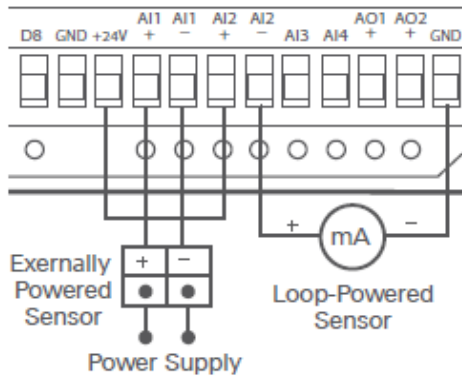 AI1 AI1 AI2 AI2 AO1 AO2
D8 GND +24V + − + − AI3 AI4 + + GND
+ mA −
+ −
Exernally
Powered
Sensor
Loop-Powered
Sensor
Power Supply